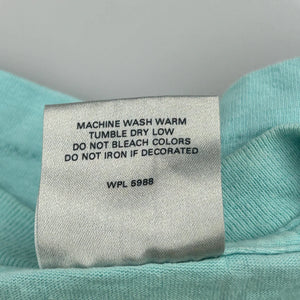 MACHINE WASH WARM
TUMBLE DRY LOW
DO NOT BLEACH COLORS
DO NOT IRON IF DECORATED
WPL 5988